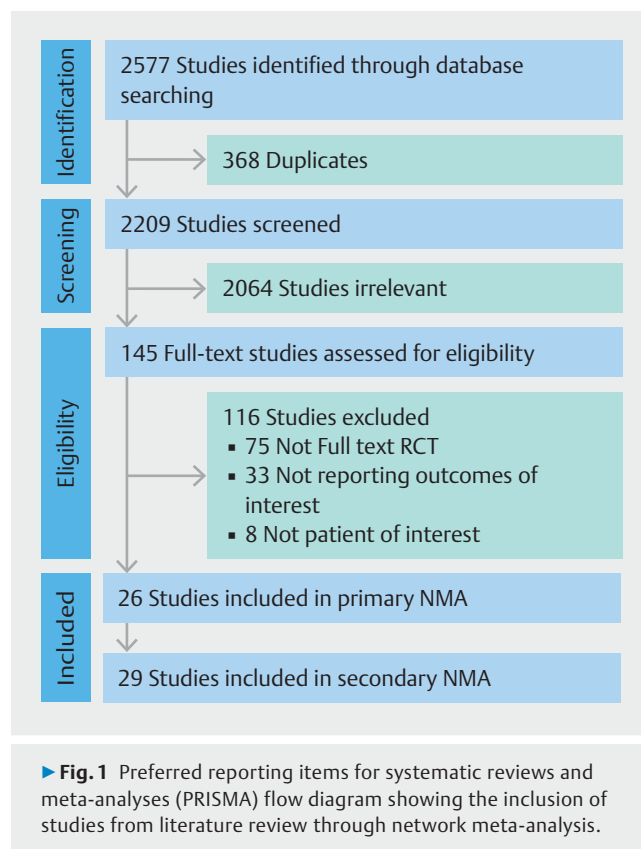 Identification
2577 Studies identified through database
searching
368 Duplicates
Screening
2209 Studies screened
2064 Studies irrelevant
Eligibility
145 Full-text studies assessed for eligibility
116 Studies excluded
▪ 75 Not Full text RCT
▪ 33 Not reporting outcomes of
interest
▪ 8 Not patient of interest
Included
26 Studies included in primary NMA
29 Studies included in secondary NMA
▶ Fig. 1 Preferred reporting items for systematic reviews and
meta-analyses (PRISMA) flow diagram showing the inclusion of
studies from literature review through network meta-analysis.